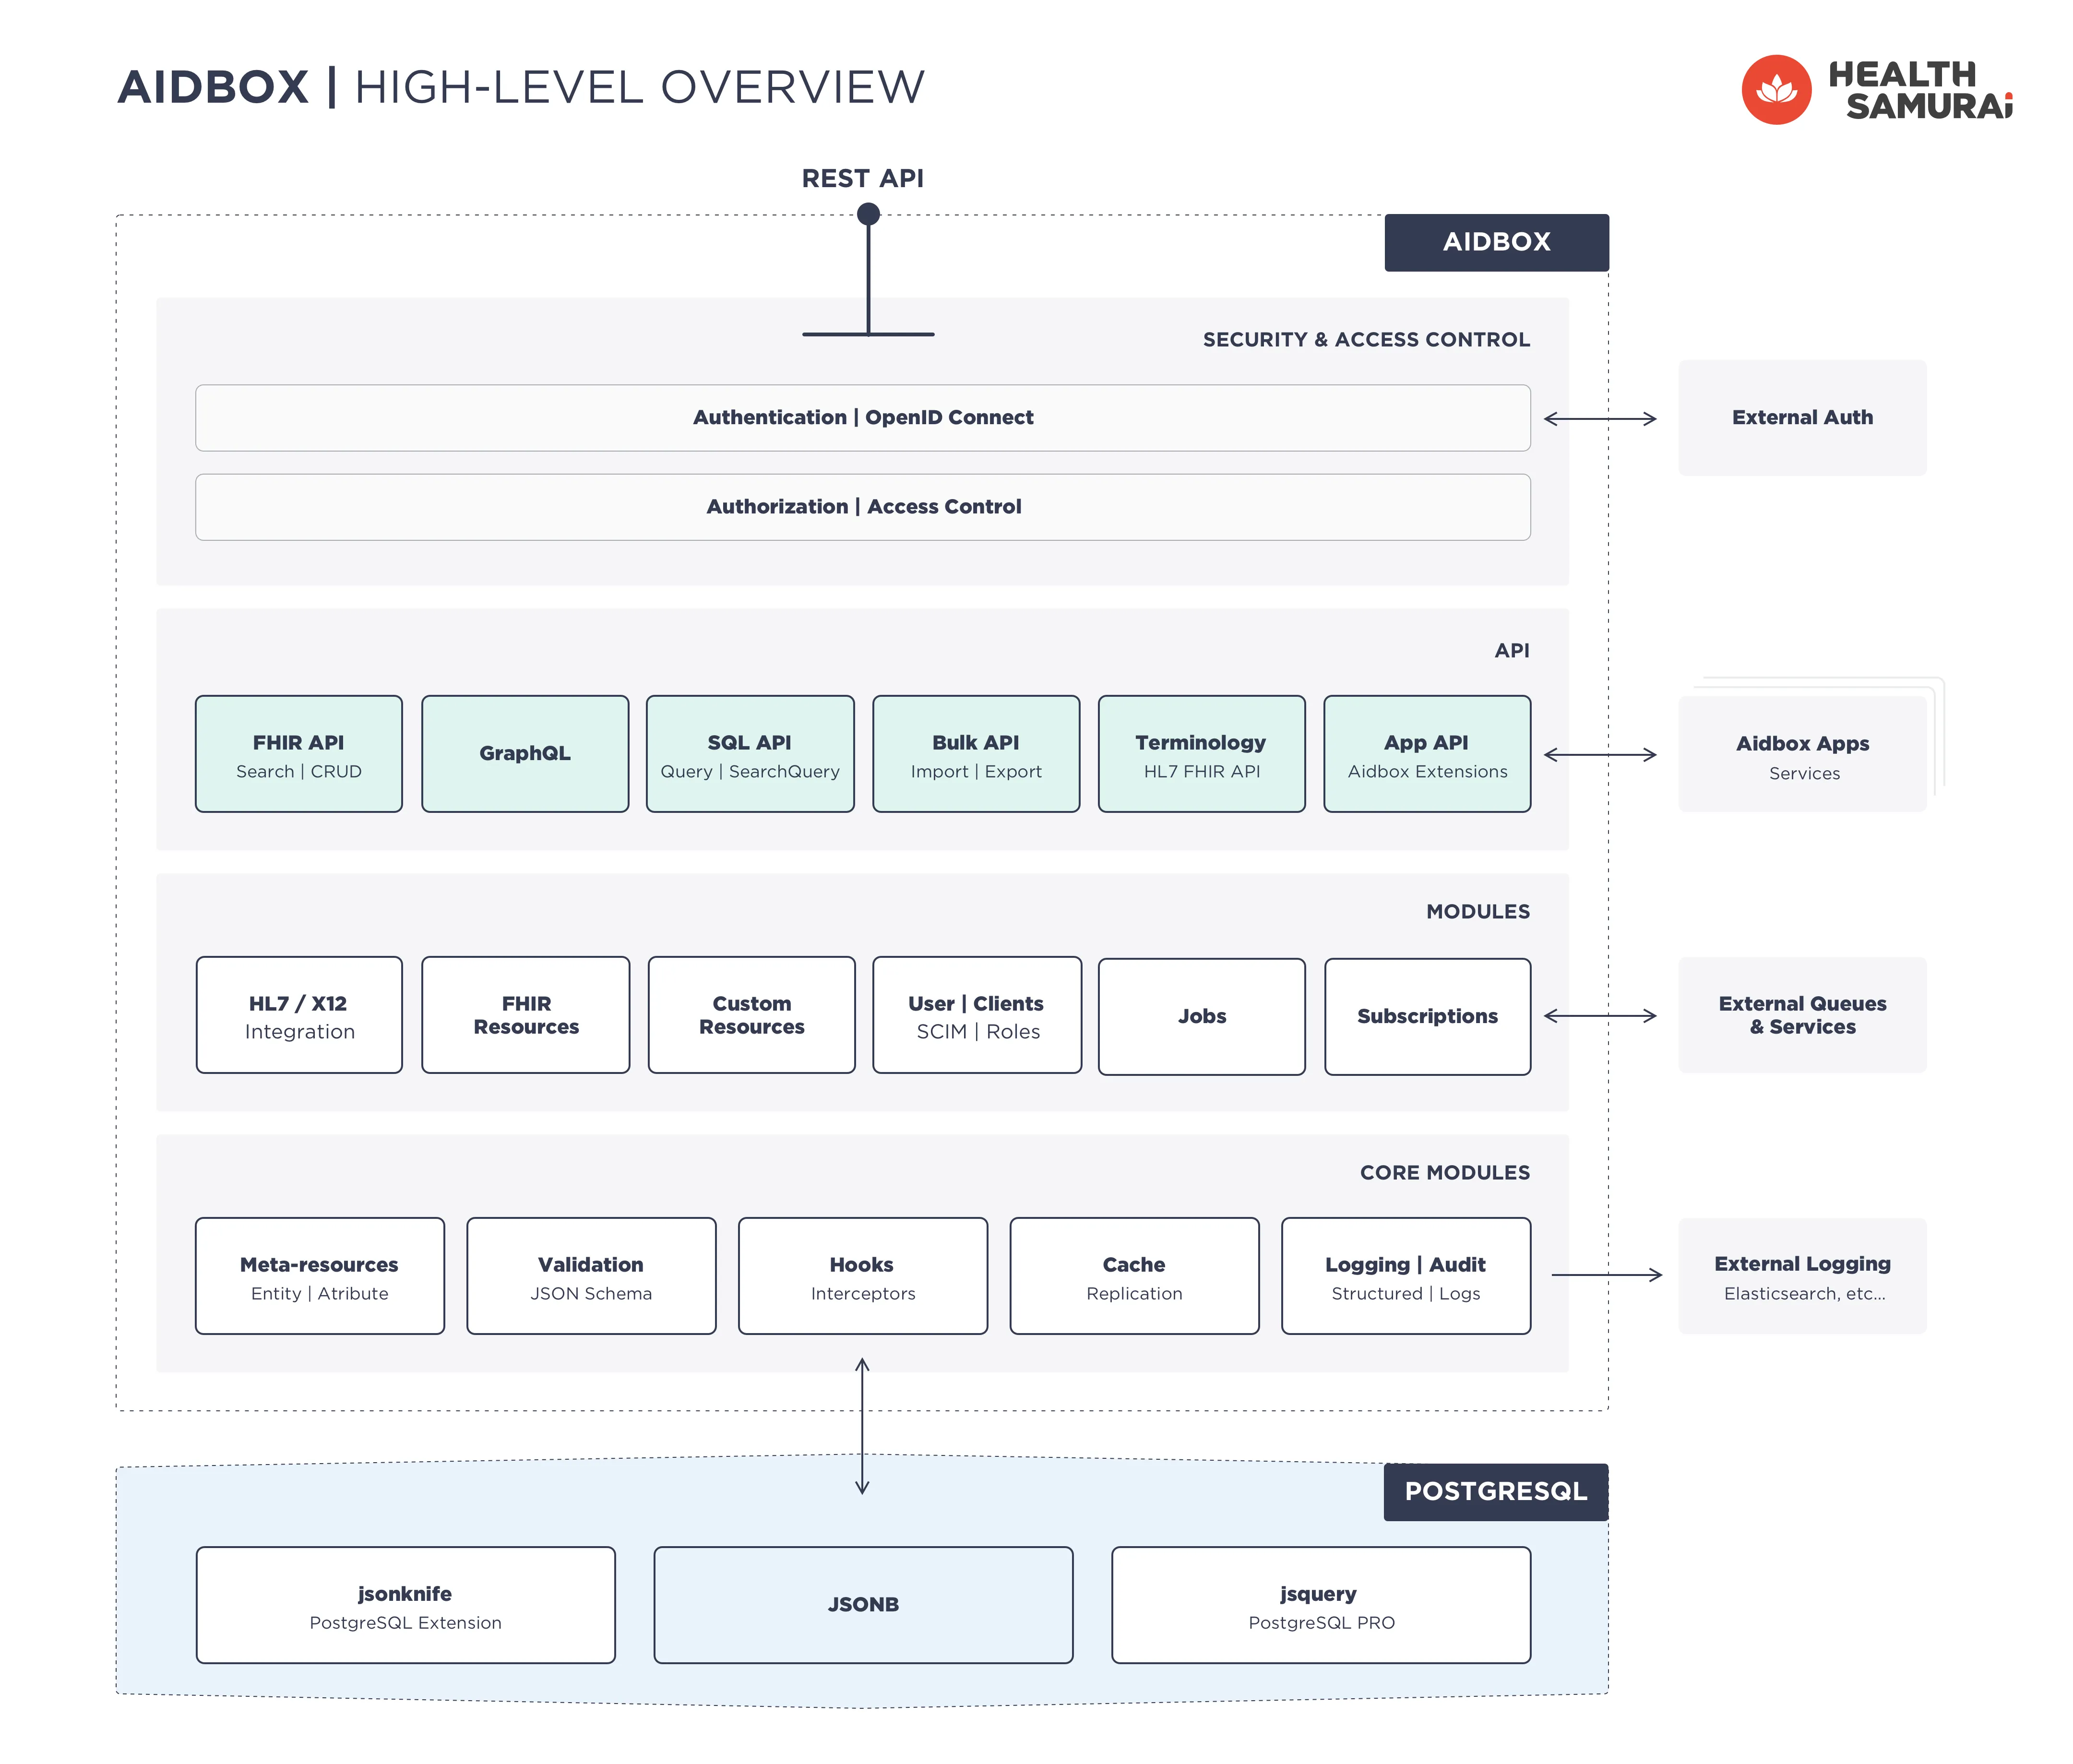 AIDBOX | HIGH-LEVEL OVERVIEW
HEALTH
SAMURAi
REST API
AIDBOX
SECURITY & ACCESS CONTROL
Authentication | OpenID Connect
External Auth
Authorization | Access Control
API
FHIR API
Search | CRUD
GraphQL
SQL API
Query | SearchQuery
Bulk API
Import | Export
Terminology
HL7 FHIR API
App API
Aidbox Extensions
Aidbox Apps
Services
MODULES
HL7 / X12
Integration
FHIR
Resources
Custom
Resources
User | Clients
SCIM | Roles
Jobs
Subscriptions
External Queues
& Services
CORE MODULES
Meta-resources
Entity | Atribute
Validation
JSON Schema
Hooks
Interceptors
Cache
Replication
Logging | Audit
Structured | Logs
External Logging
Elasticsearch, etc...
POSTGRESQL
jsonknife
PostgreSQL Extension
JSONB
jsquery
PostgreSQL PRO